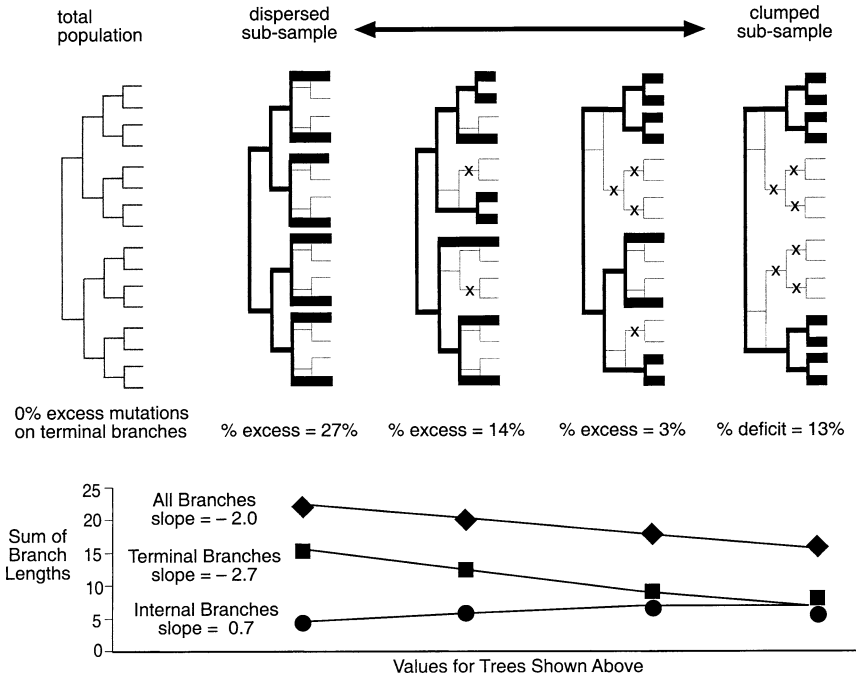 total
population
dispersed
sub-sample
clumped
sub-sample
x
x
x
x
x
x
x
x
x
x
x
x
0% excess mutations
on terminal branches
% excess = 27%
% excess = 14%
% excess = 3%
% deficit = 13%
25
20
15
10
5
0
Sum of
Branch
Lengths
All Branches
slope = – 2.0
Terminal Branches
slope = – 2.7
Internal Branches
slope = 0.7
Values for Trees Shown Above